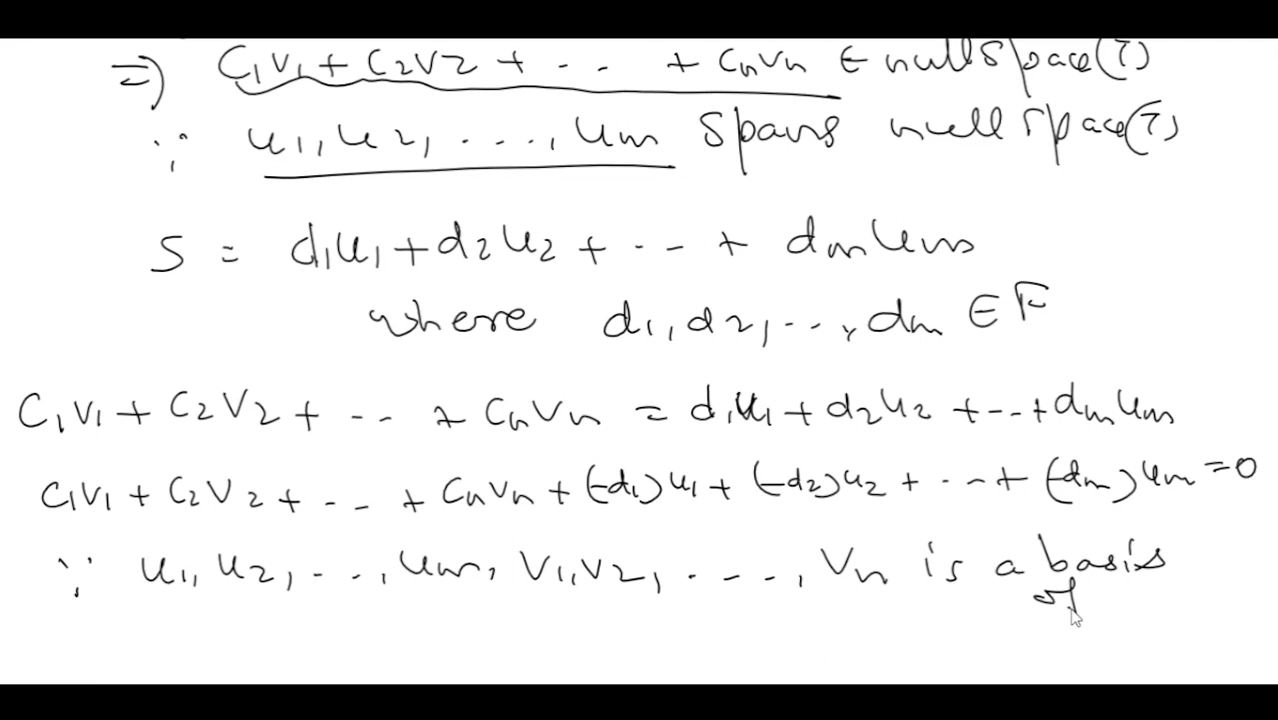 ⇒) C1V1 + C2V2 + ... + CnVn ∈ nullspace(T)
∵ u1, u2, ..., um Spans nullspace(T)
S = d1u1 + d2u2 + ... + dmum
where d1, d2, ..., dm ∈ F
C1V1 + C2V2 + ... + CnVn = d1u1 + d2u2 + ... + dmum
C1V1 + C2V2 + ... + CnVn + (-d1)u1 + (-d2)u2 + ... + (-dm)um = 0
∵ u1, u2, ..., um, V1, V2, ..., Vn is a basis
of